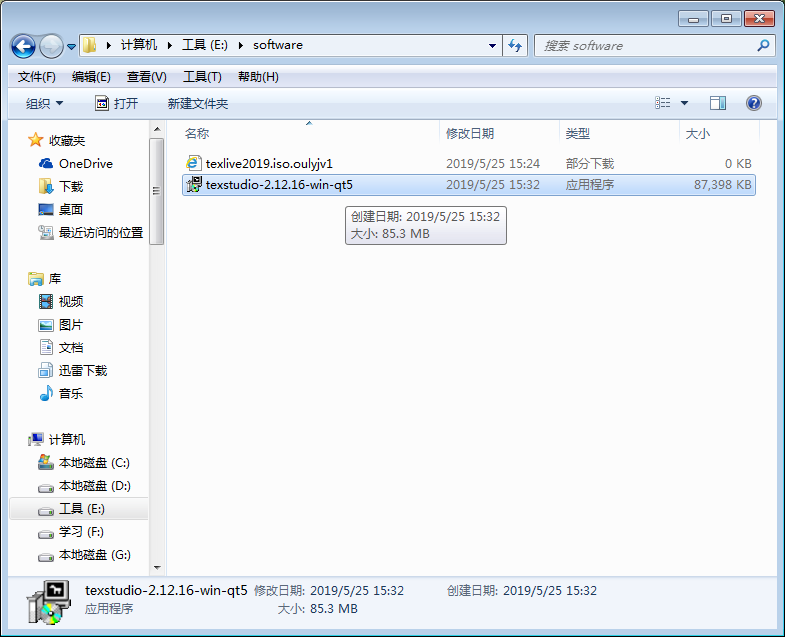 计算机 工具 (E:) software 搜索 software
文件(F) 编辑(E) 查看(V) 工具(T) 帮助(H)
组织 打开 新建文件夹
名称 修改日期 类型 大小
texlive2019.iso.oulyjv1 2019/5/25 15:24 部分下载 0 KB
texstudio-2.12.16-win-qt5 2019/5/25 15:32 应用程序 87,398 KB
创建日期: 2019/5/25 15:32
大小: 85.3 MB
收藏夹
OneDrive
下载
桌面
最近访问的位置
库
视频
图片
文档
迅雷下载
音乐
计算机
本地磁盘 (C:)
本地磁盘 (D:)
工具 (E:)
学习 (F:)
本地磁盘 (G:)
texstudio-2.12.16-win-qt5 修改日期: 2019/5/25 15:32 创建日期: 2019/5/25 15:32
应用程序 大小: 85.3 MB